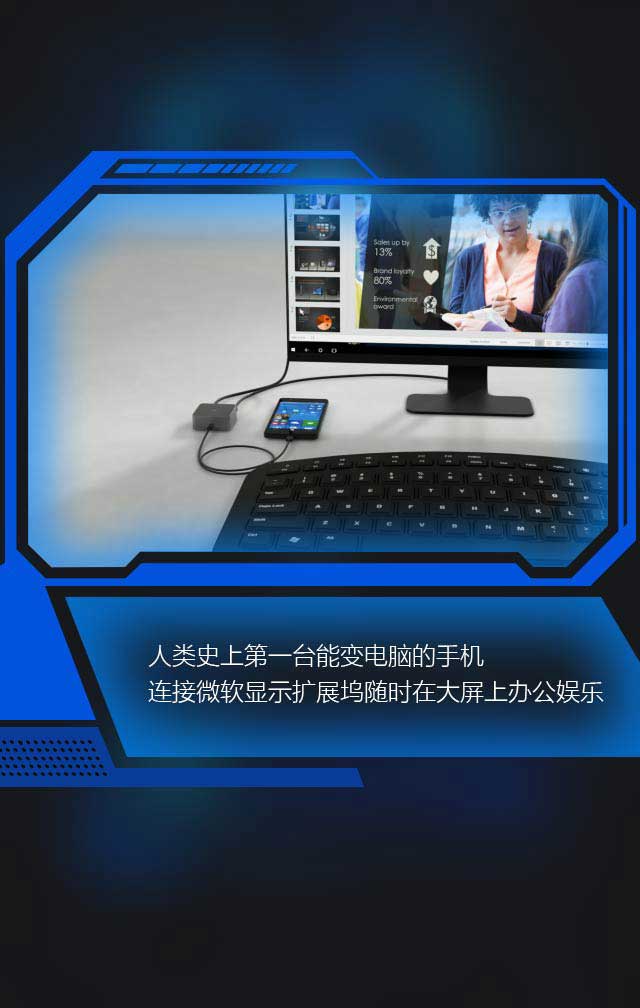 Sales up by
13%
Brand loyalty
80%
Environmental
award
人类史上第一台能变电脑的手机
连接微软显示扩展坞随时在大屏上办公娱乐